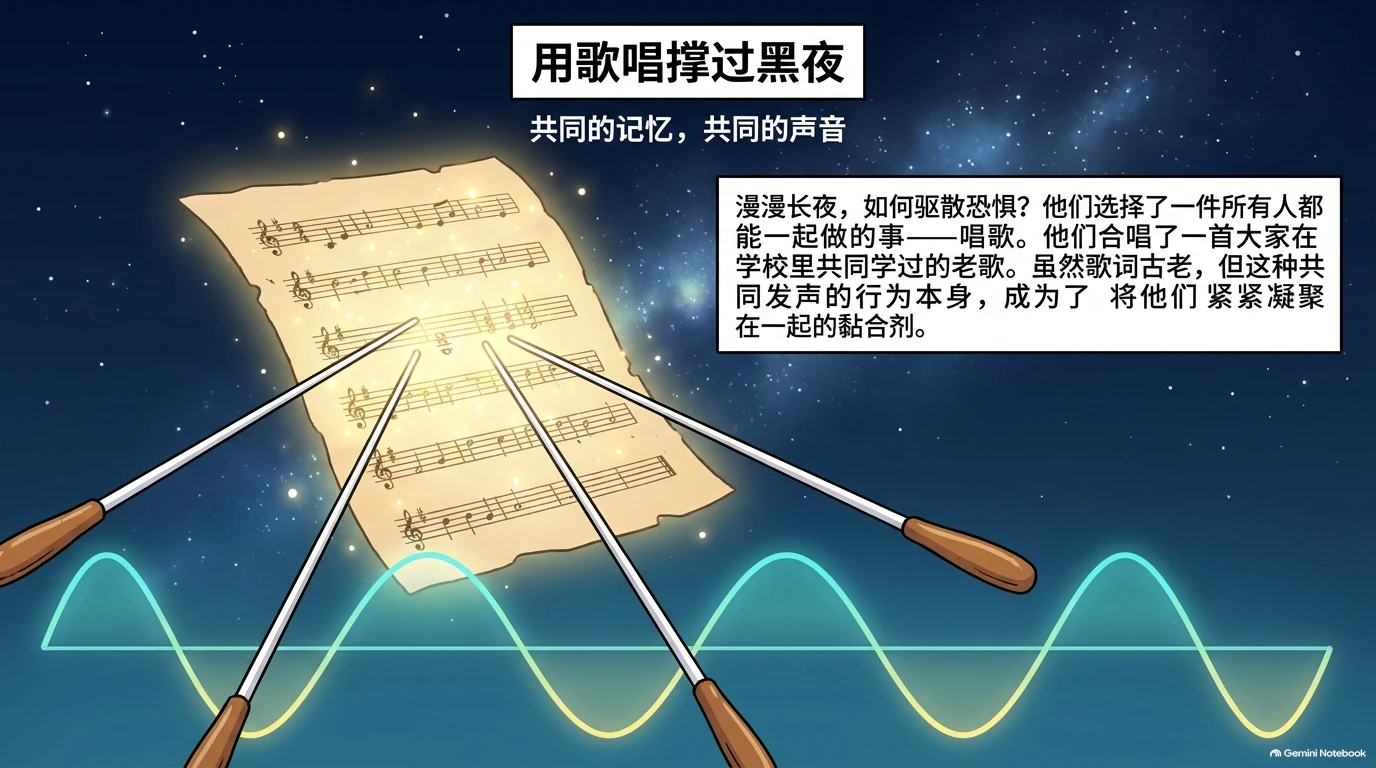 用歌唱撑过黑夜
共同的记忆，共同的声音
漫漫长夜，如何驱散恐惧？他们选择了一件所有人都
能一起做的事——唱歌。他们合唱了一首大家在
学校里共同学过的老歌。虽然歌词古老，但这种共
同发声的行为本身，成为了 将他们 紧紧凝聚
在一起的黏合剂。
Gemini Notebook